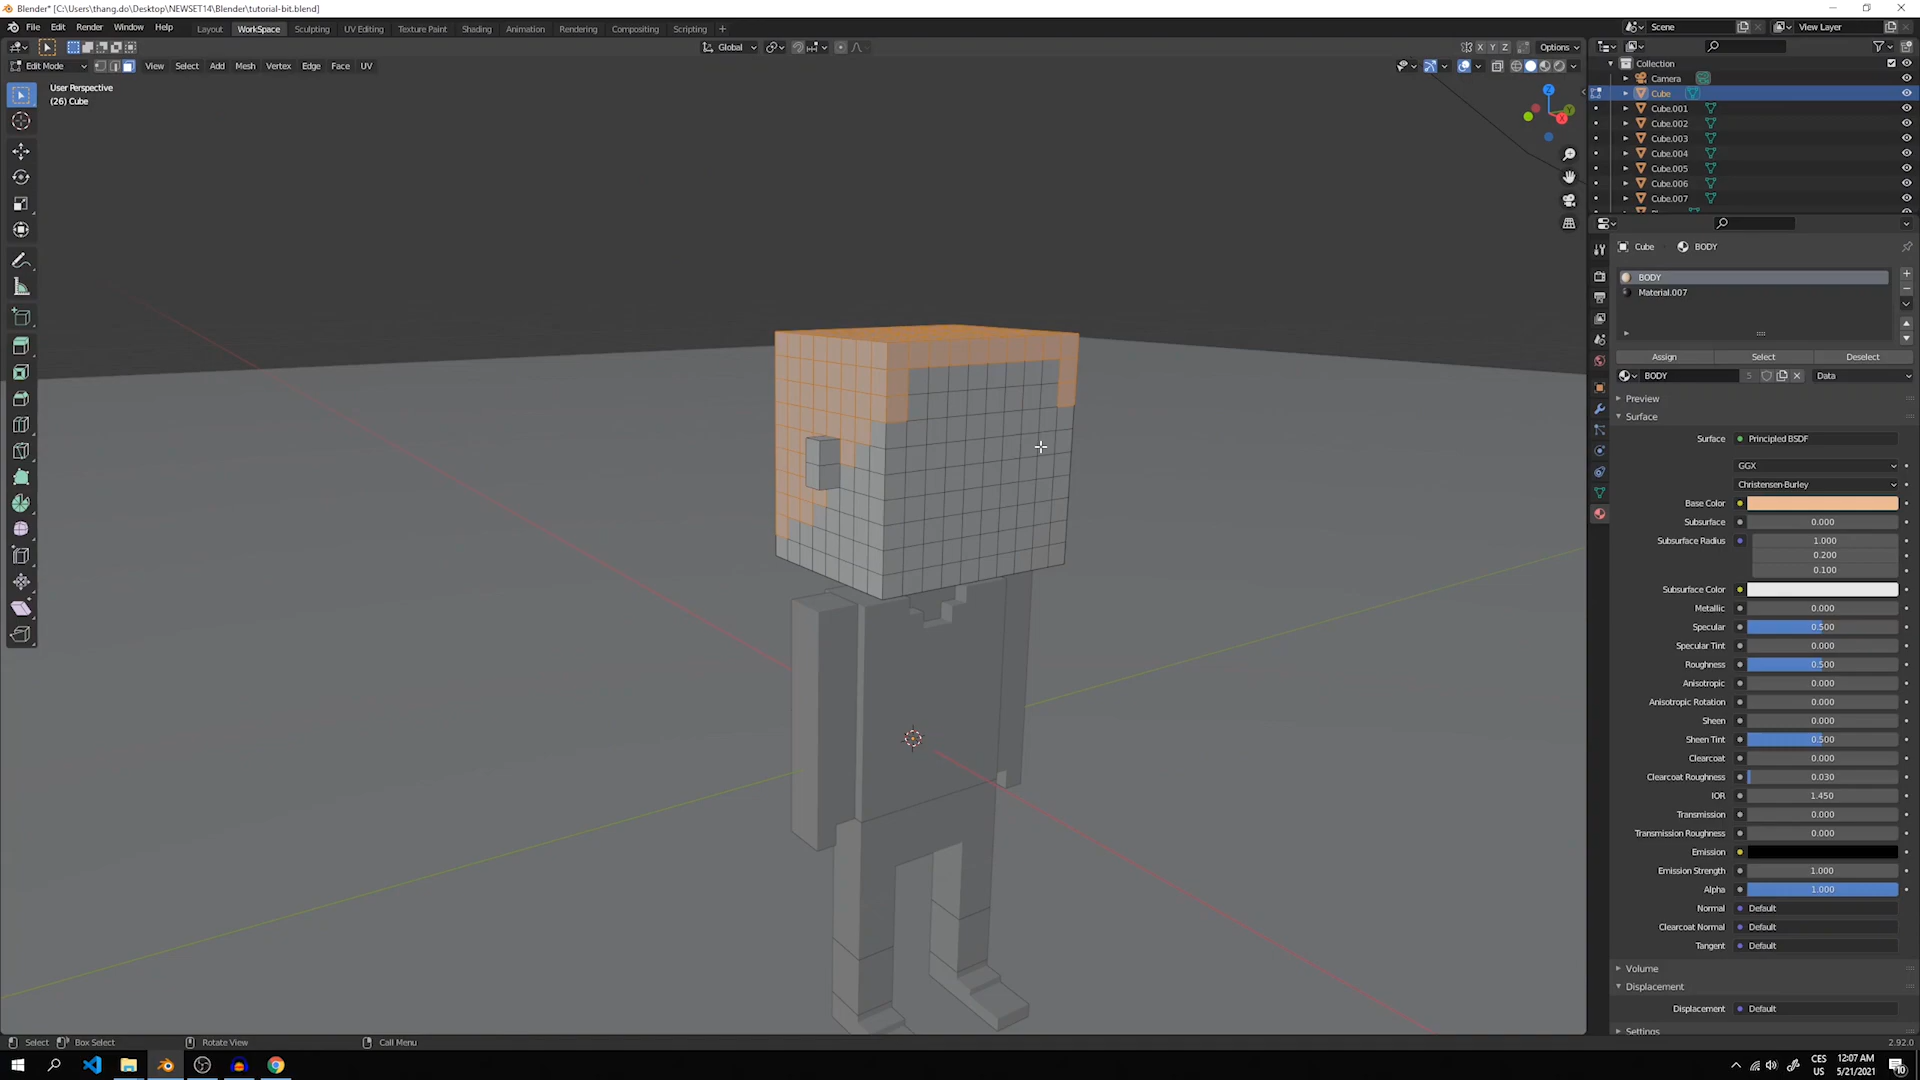 Blender* [C:\Users\thang.do\Desktop\NEWSET14\Blender\tutorial-bit.blend]
File Edit Render Window Help Layout WorkSpace Sculpting UV Editing Texture Paint Shading Animation Rendering Compositing Scripting + Scene View Layer
Global X Y Z Options
Edit Mode View Select Add Mesh Vertex Edge Face UV
User Perspective
(26) Cube
Z
Y
X
Collection
Camera
Cube
Cube.001
Cube.002
Cube.003
Cube.004
Cube.005
Cube.006
Cube.007
Cube BODY
BODY
Material.007
Assign Select Deselect
BODY 5 Data
Preview
Surface
Surface Principled BSDF
GGX
Christensen-Burley
Base Color
Subsurface 0.000
Subsurface Radius 1.000
0.200
0.100
Subsurface Color
Metallic 0.000
Specular 0.500
Specular Tint 0.000
Roughness 0.500
Anisotropic 0.000
Anisotropic Rotation 0.000
Sheen 0.000
Sheen Tint 0.500
Clearcoat 0.000
Clearcoat Roughness 0.030
IOR 1.450
Transmission 0.000
Transmission Roughness 0.000
Emission
Emission Strength 1.000
Alpha 1.000
Normal Default
Clearcoat Normal Default
Tangent Default
Volume
Displacement
Displacement Default
Settings
Select Box Select Rotate View Call Menu 2.92.0
CES 12:07 AM
US 5/21/2021